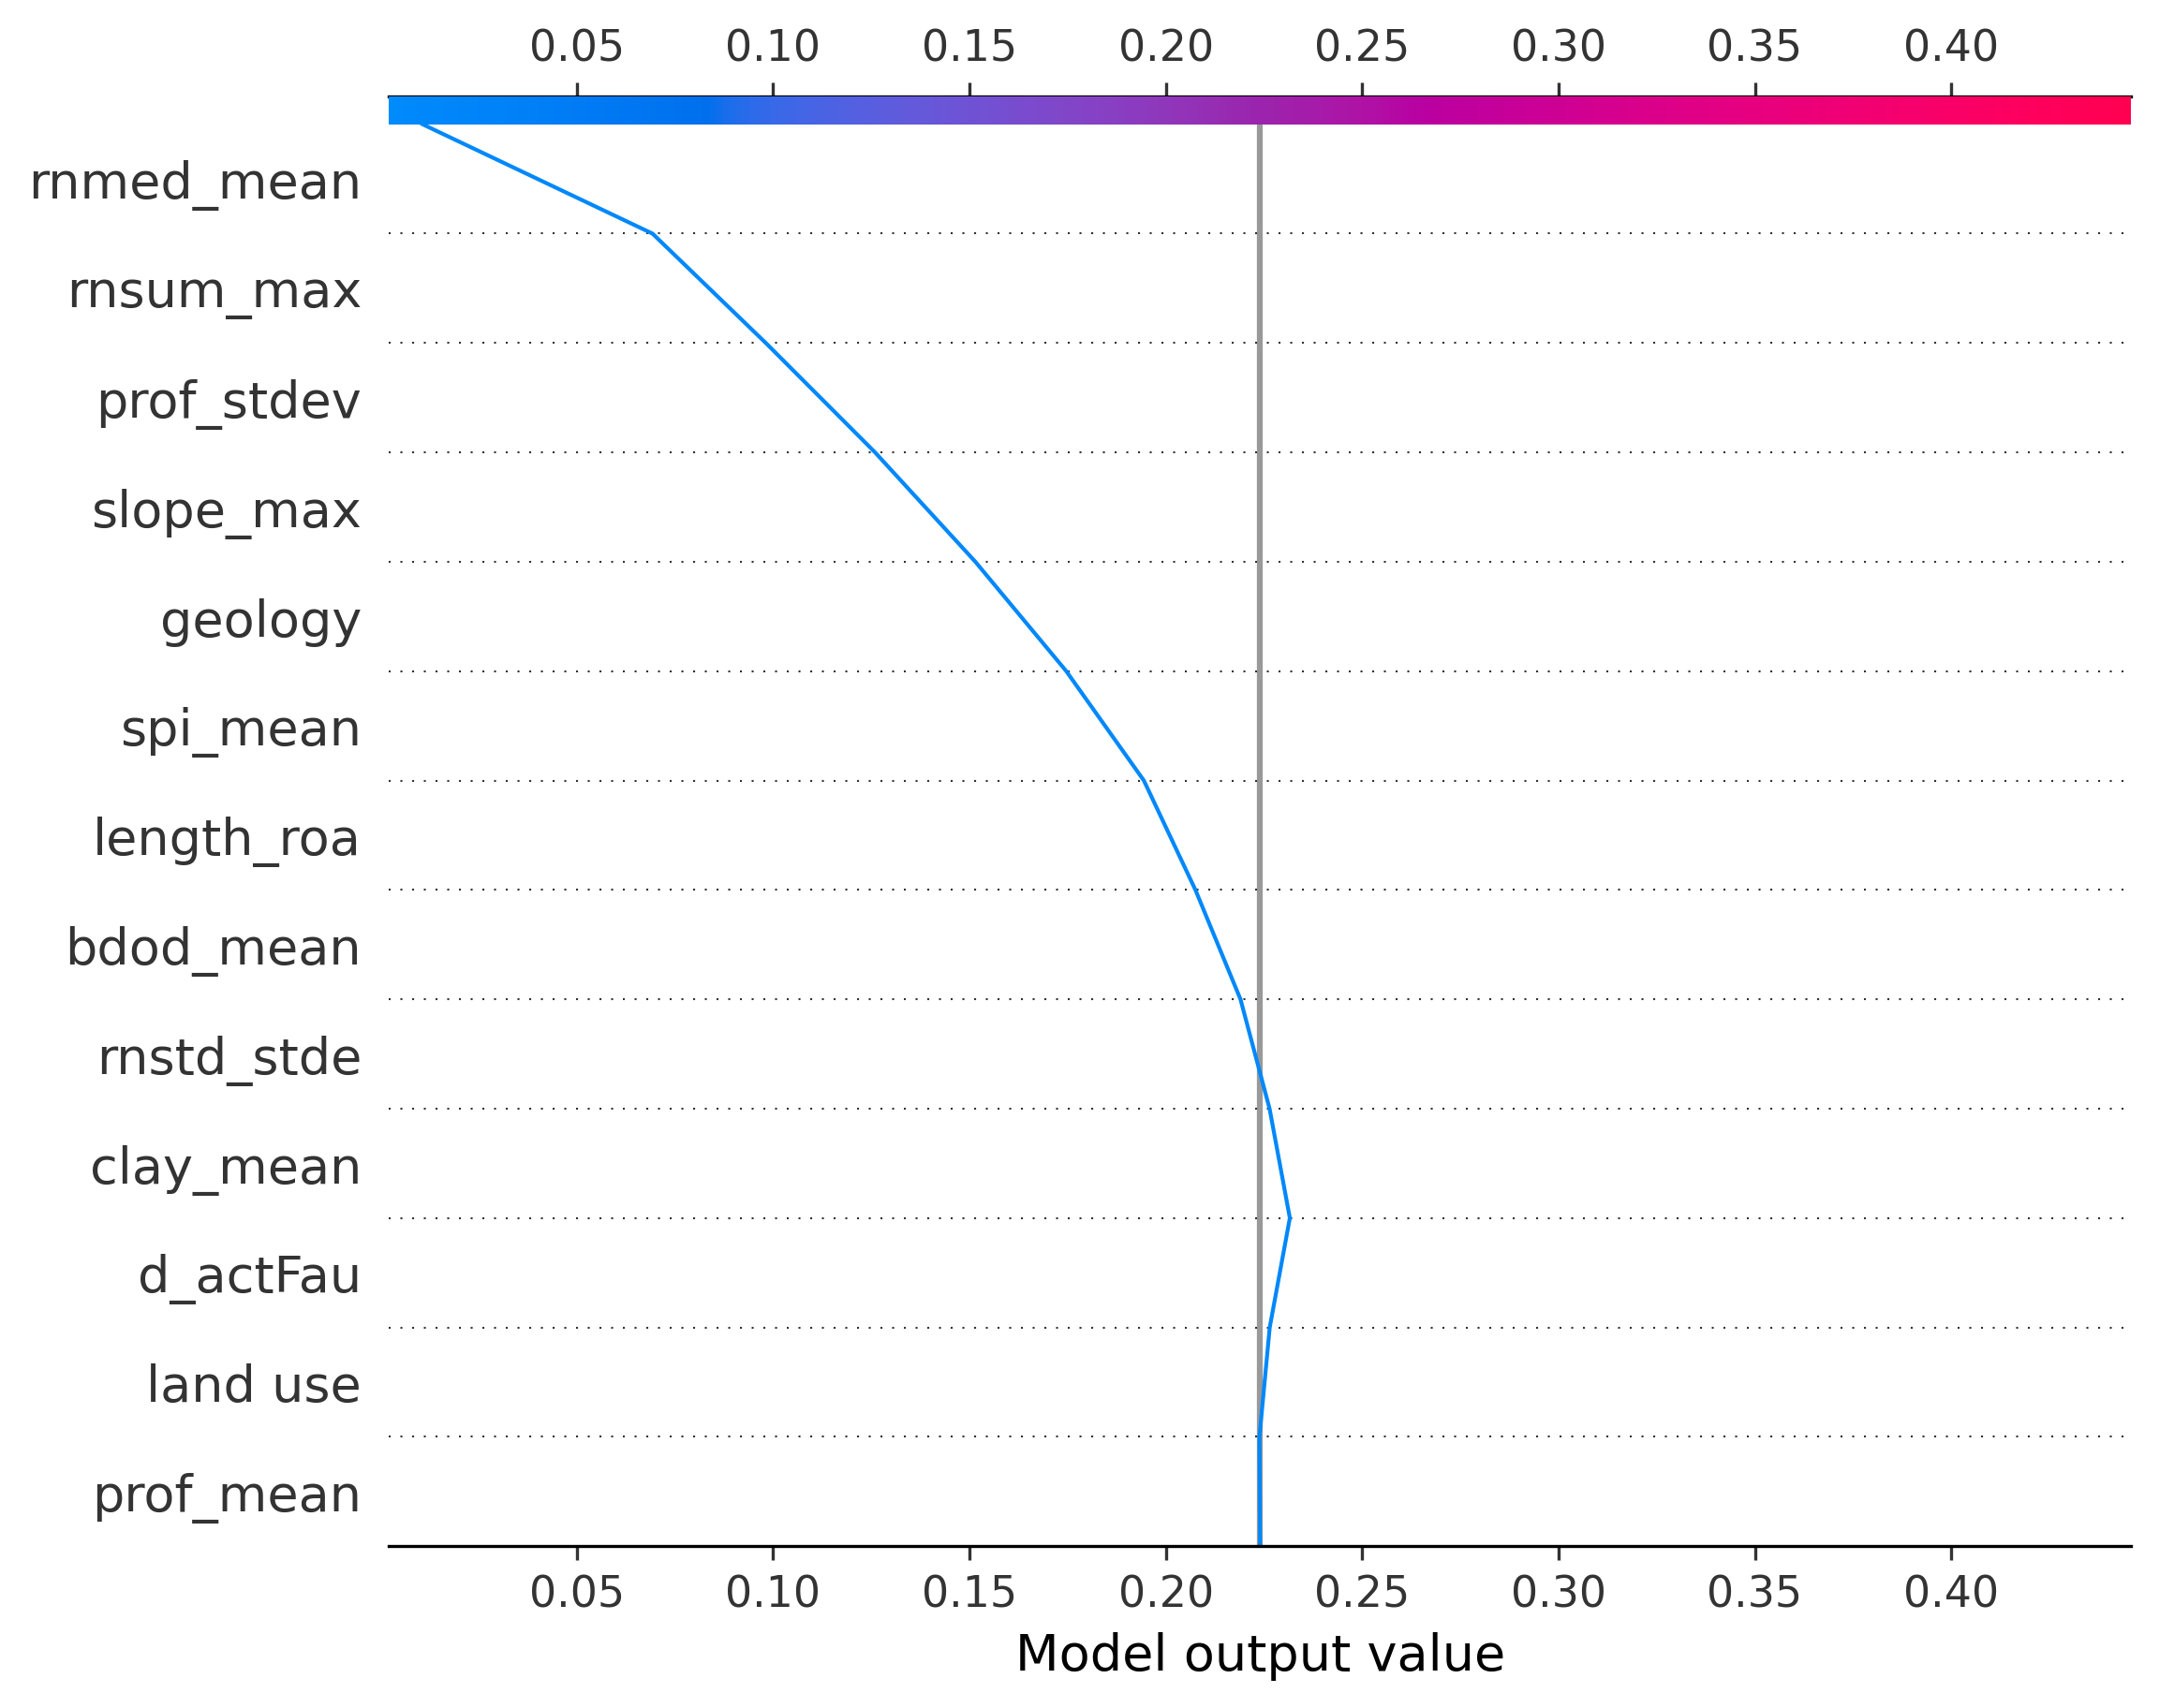 0.05 0.10 0.15 0.20 0.25 0.30 0.35 0.40
rnmed_mean
rnsum_max
prof_stdev
slope_max
geology
spi_mean
length_roa
bdod_mean
rnstd_stde
clay_mean
d_actFau
land use
prof_mean
0.05 0.10 0.15 0.20 0.25 0.30 0.35 0.40
Model output value